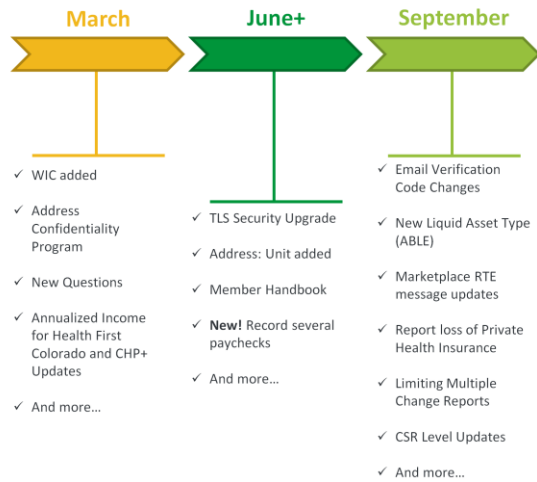 March
WIC added
Address
Confidentiality
Program
New Questions
Annualized Income
for Health First
Colorado and CHP+
Updates
And more…
June+
TLS Security Upgrade
Address: Unit added
Member Handbook
New! Record several
paychecks
And more…
September
Email Verification
Code Changes
New Liquid Asset Type
(ABLE)
Marketplace RTE
message updates
Report loss of Private
Health Insurance
Limiting Multiple
Change Reports
CSR Level Updates
And more…